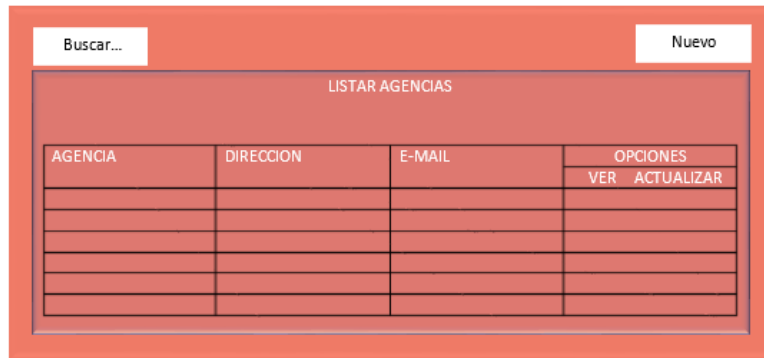 Buscar...
Nuevo
LISTAR AGENCIAS
AGENCIA DIRECCION E-MAIL OPCIONES
VER ACTUALIZAR